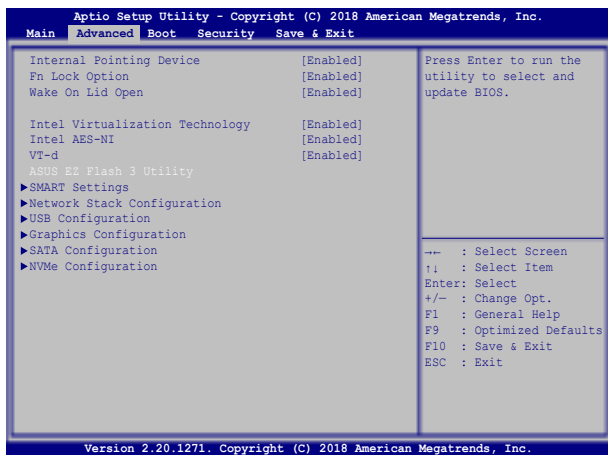 Aptio Setup Utility - Copyright (C) 2018 American Megatrends, Inc.
Main Advanced Boot Security Save & Exit
Internal Pointing Device [Enabled]
Fn Lock Option [Enabled]
Wake On Lid Open [Enabled]
Intel Virtualization Technology [Enabled]
Intel AES-NI [Enabled]
VT-d [Enabled]
ASUS EZ Flash 3 Utility
▶SMART Settings
▶Network Stack Configuration
▶USB Configuration
▶Graphics Configuration
▶SATA Configuration
▶NVMe Configuration
Press Enter to run the
utility to select and
update BIOS.
→← : Select Screen
↑↓ : Select Item
Enter: Select
+/— : Change Opt.
F1 : General Help
F9 : Optimized Defaults
F10 : Save & Exit
ESC : Exit
Version 2.20.1271. Copyright (C) 2018 American Megatrends, Inc.